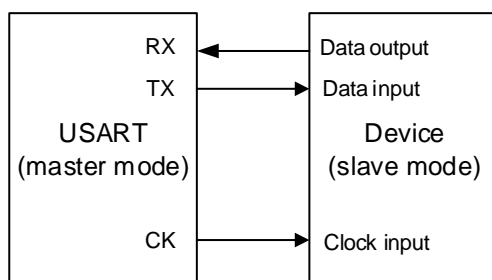 RX
Data output
TX
Data input
USART
(master mode)
Device
(slave mode)
CK
Clock input